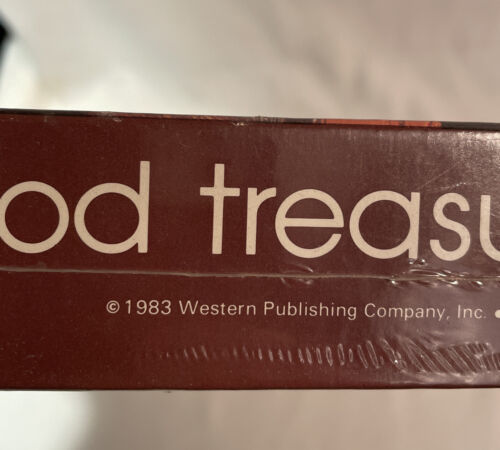 od treasu
© 1983 Western Publishing Company, Inc. •